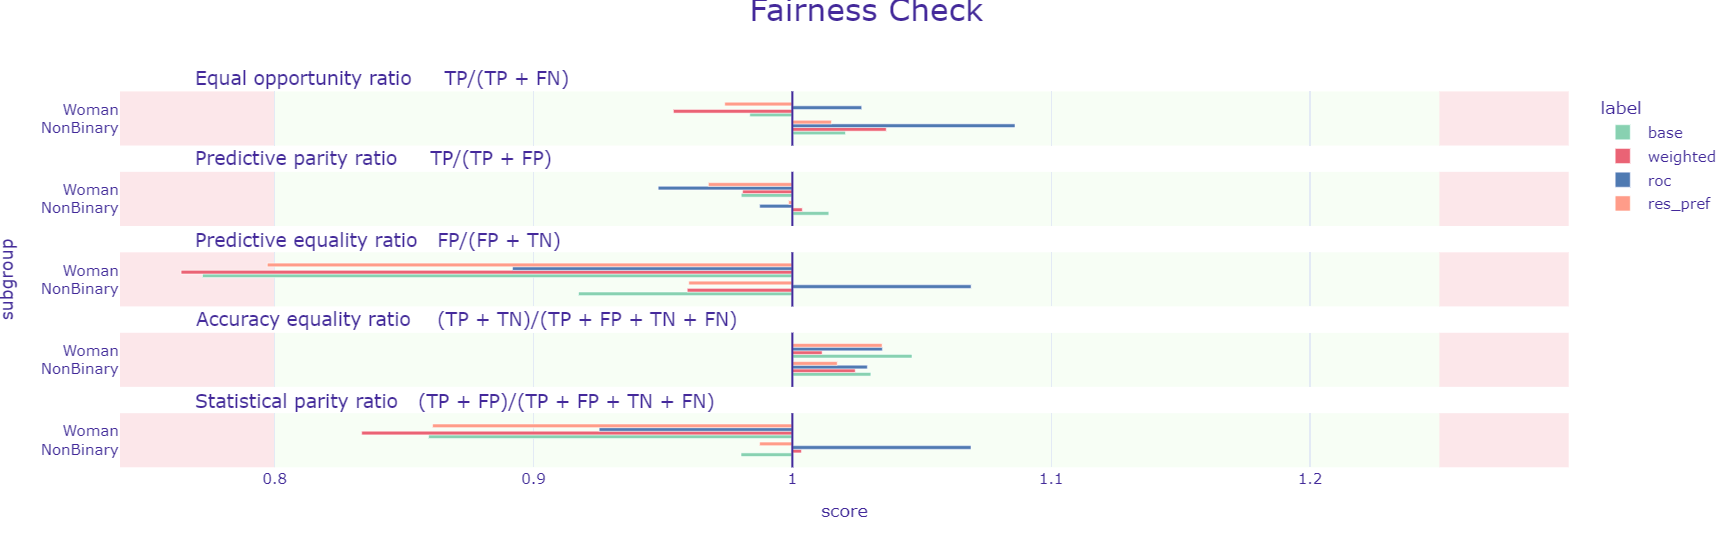 Fairness Check
Equal opportunity ratio TP/(TP + FN)
Woman
NonBinary
Predictive parity ratio TP/(TP + FP)
Woman
NonBinary
Predictive equality ratio FP/(FP + TN)
Woman
NonBinary
Accuracy equality ratio (TP + TN)/(TP + FP + TN + FN)
Woman
NonBinary
Statistical parity ratio (TP + FP)/(TP + FP + TN + FN)
Woman
NonBinary
0.8 0.9 1 1.1 1.2
score
subgroup
label
base
weighted
roc
res_pref